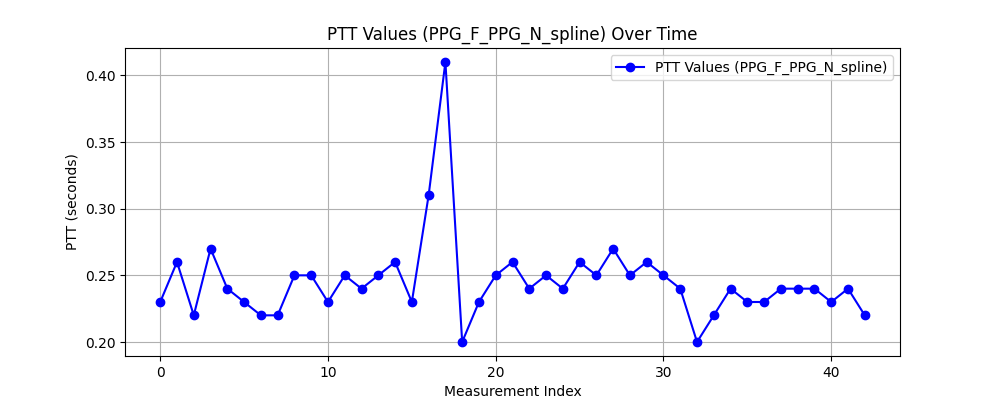 PTT Values (PPG_F_PPG_N_spline) Over Time
PTT Values (PPG_F_PPG_N_spline)
0.40
0.35
0.30
0.25
0.20
PTT (seconds)
0 10 20 30 40
Measurement Index